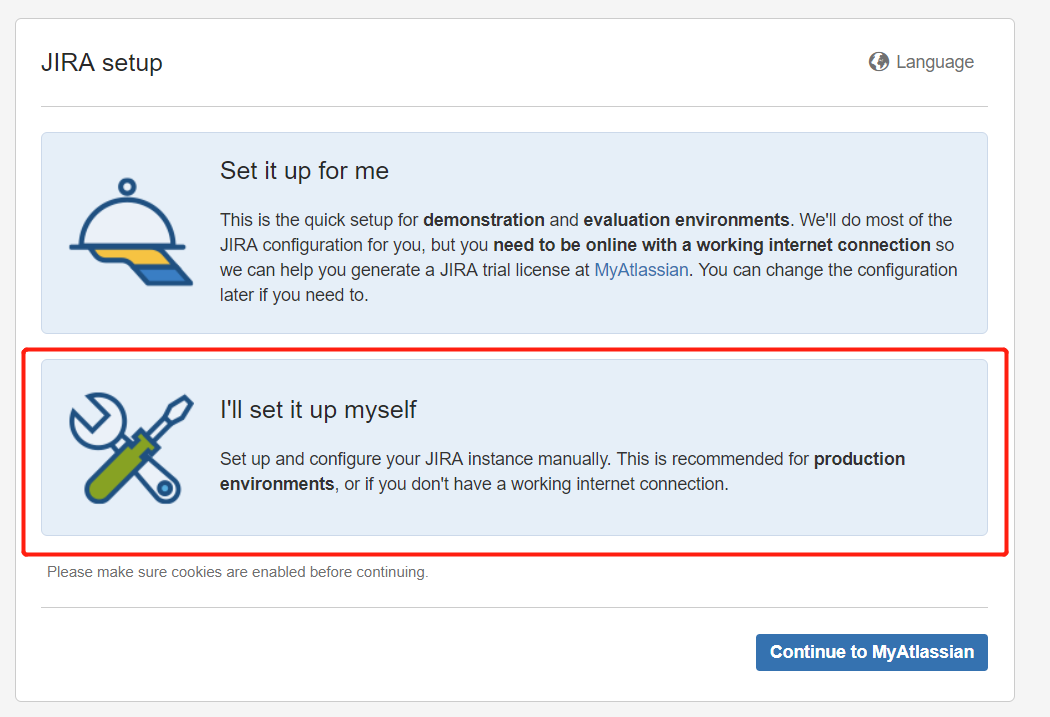 JIRA setup
Language
Set it up for me
This is the quick setup for demonstration and evaluation environments. We'll do most of the
JIRA configuration for you, but you need to be online with a working internet connection so
we can help you generate a JIRA trial license at MyAtlassian. You can change the configuration
later if you need to.
I'll set it up myself
Set up and configure your JIRA instance manually. This is recommended for production
environments, or if you don't have a working internet connection.
Please make sure cookies are enabled before continuing.
Continue to MyAtlassian